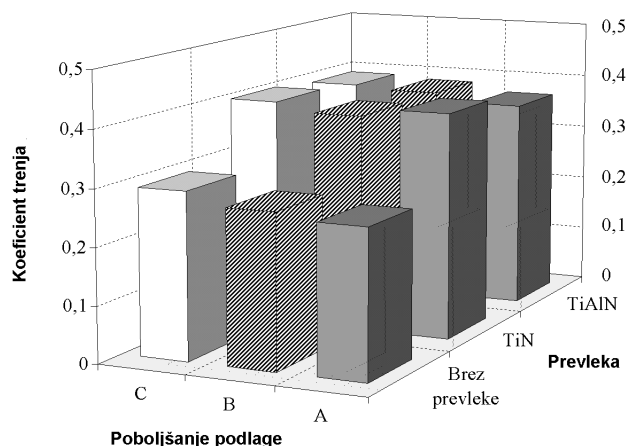 0,5
0,4
0,3
0,2
0,1
0
Koeficient trenja
0,5
0,4
0,3
0,2
0,1
0
C
B
A
Poboljšanje podlage
Brez
prevleke
TiN
TiAlN
Prevleka